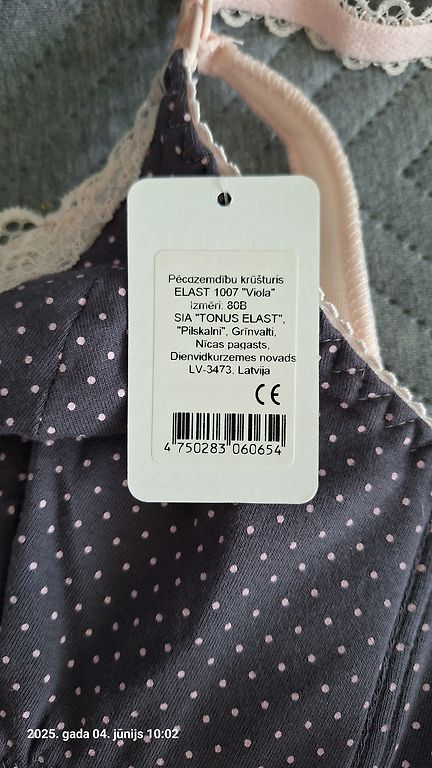 Pēcdzemdību krūšturis
ELAST 1007 "Viola"
Izmēri: 80B
SIA "TONUS ELAST",
"Pilskalni", Grīnvalti,
Nīcas pagasts,
Dienvidkurzemes novads
LV-3473, Latvija
CE
4 750283 060654
2025. gada 04. jūnijs 10:02